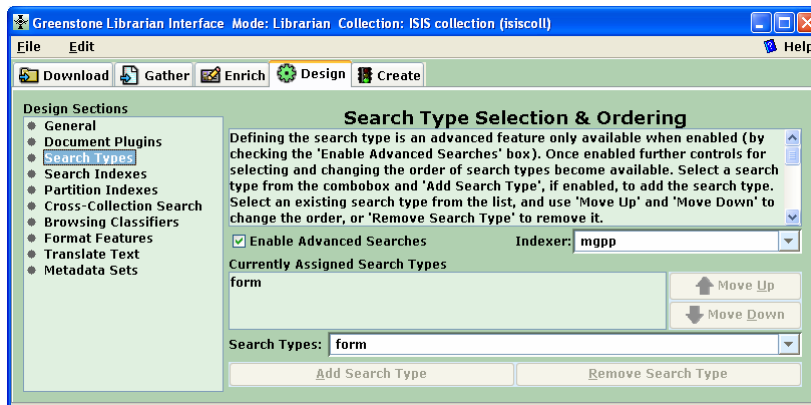 Greenstone Librarian Interface Mode: Librarian Collection: ISIS collection (isiscoll)
File Edit Help
Download Gather Enrich Design Create
Design Sections
General
Document Plugins
Search Types
Search Indexes
Partition Indexes
Cross-Collection Search
Browsing Classifiers
Format Features
Translate Text
Metadata Sets
Search Type Selection & Ordering
Defining the search type is an advanced feature only available when enabled (by
checking the 'Enable Advanced Searches' box). Once enabled further controls for
selecting and changing the order of search types become available. Select a search
type from the combobox and 'Add Search Type', if enabled, to add the search type.
Select an existing search type from the list, and use 'Move Up' and 'Move Down' to
change the order, or 'Remove Search Type' to remove it.
Enable Advanced Searches Indexer: mgpp
Currently Assigned Search Types
form
Move Up
Move Down
Search Types: form
Add Search Type Remove Search Type